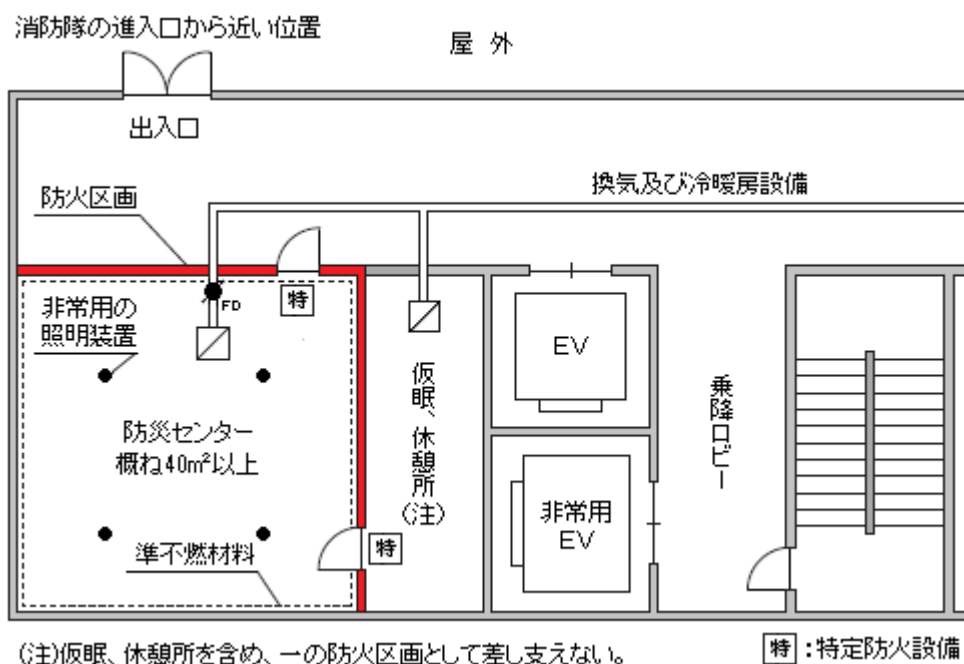 消防隊の進入口から近い位置
屋 外
出入口
換気及び冷暖房設備
防火区画
特
FD
非常用の
照明装置
EV
仮眠、休憩所(注)
乗降ロビー
防災センター
概ね40m²以上
非常用
EV
特
準不燃材料
(注)仮眠、休憩所を含め、一の防火区画として差し支えない。
特:特定防火設備